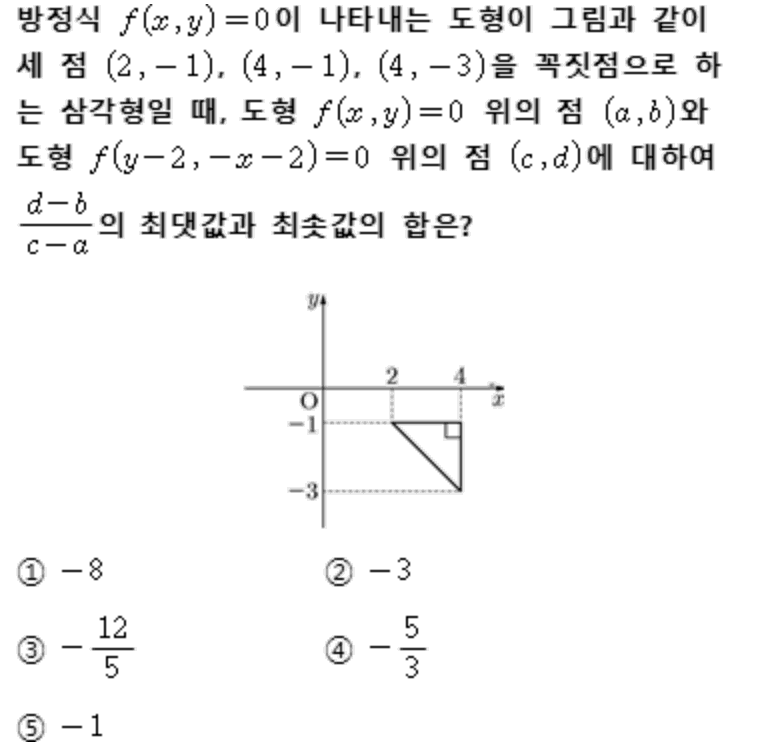 방정식 f(x,y)=0이 나타내는 도형이 그림과 같이
세 점 (2,−1), (4,−1), (4,−3)을 꼭짓점으로 하
는 삼각형일 때, 도형 f(x,y)=0 위의 점 (a,b)와
도형 f(y−2,−x−2)=0 위의 점 (c,d)에 대하여
(d−b)/(c−a)의 최댓값과 최솟값의 합은?
y
2 4
O x
−1
−3
① −8 ② −3
③ −12/5 ④ −5/3
⑤ −1